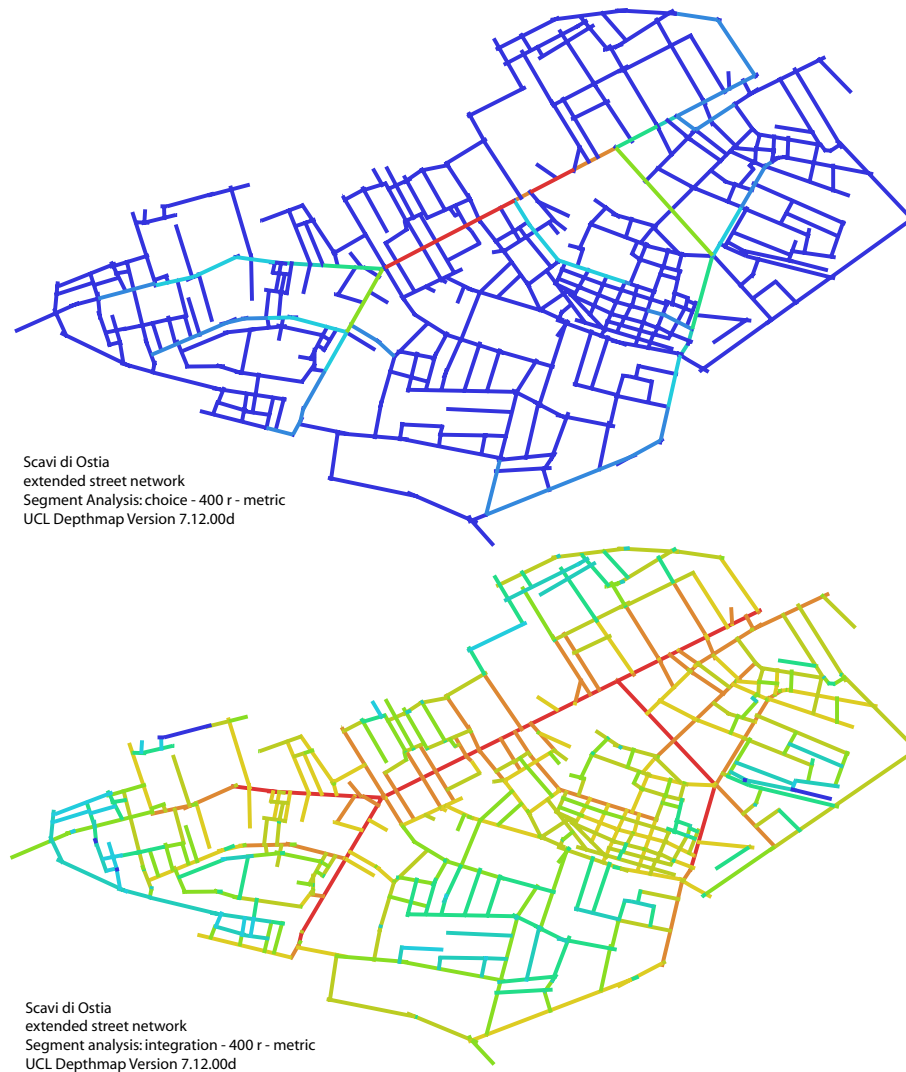 Scavi di Ostia
extended street network
Segment Analysis: choice - 400 r - metric
UCL Depthmap Version 7.12.00d
Scavi di Ostia
extended street network
Segment analysis: integration - 400 r - metric
UCL Depthmap Version 7.12.00d